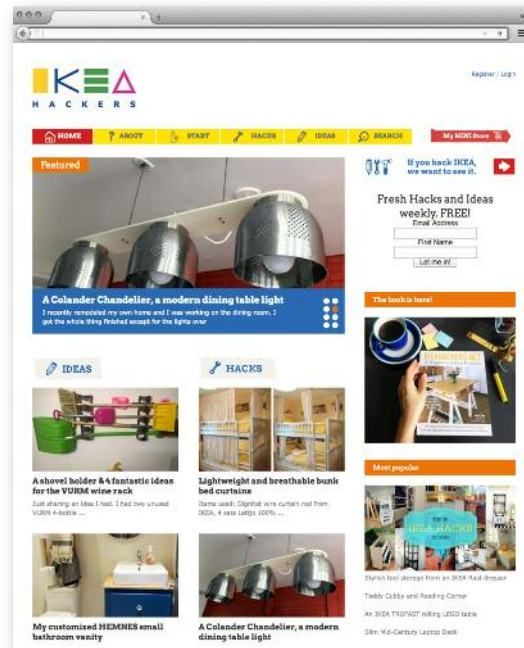 IKEA
HACKERS
Register | Login
HOME
ABOUT
START
HACKS
IDEAS
SEARCH
My MINI Store
Featured
If you hack IKEA,
we want to see it.
Fresh Hacks and Ideas
weekly. FREE!
Email Address
First Name
Let me in!
A Colander Chandelier, a modern dining table light
I recently remodeled my own home and I was working on the dining room. I
got the whole thing finished except for the lights over
The book is here!
IKEAHACKERS.NET
IDEAS
HACKS
A shovel holder & 4 fantastic ideas
for the VURM wine rack
Just sharing an idea I had. I had two unused
VURM 4-bottle ...
Lightweight and breathable bunk
bed curtains
Items used: Dignitet wire curtain rod from
IKEA, 4 sets Lattjo 100% ...
Most popular
IKEA HACKS
Stylish tool storage from an IKEA Rast dresser
Teddy Cubby and Reading Corner
An IKEA TROFAST rolling LEGO table
Slim Mid-Century Laptop Desk
My customized HEMNES small
bathroom vanity
A Colander Chandelier, a modern
dining table light